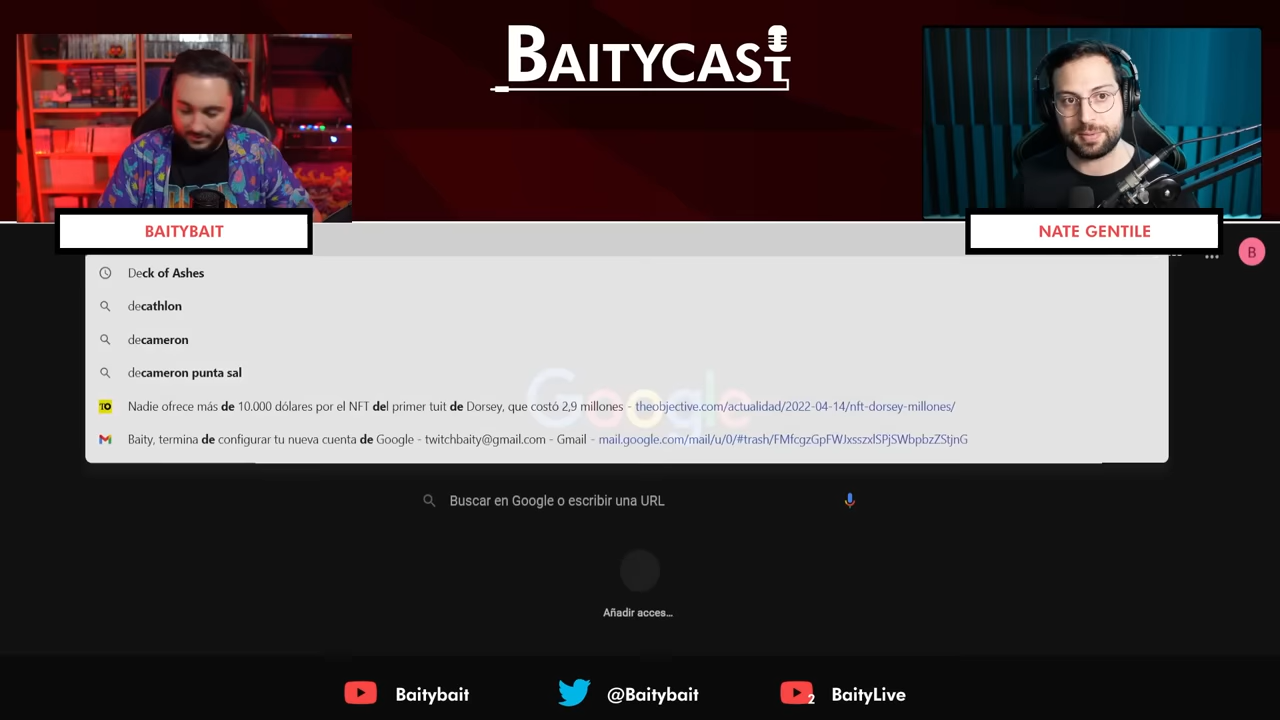 BAITYCAST
BAITYBAIT
NATE GENTILE
B
Deck of Ashes
decathlon
decameron
decameron punta sal
TO Nadie ofrece más de 10.000 dólares por el NFT del primer tuit de Dorsey, que costó 2,9 millones - theobjective.com/actualidad/2022-04-14/nft-dorsey-millones/
Baity, termina de configurar tu nueva cuenta de Google - twitchbaity@gmail.com - Gmail - mail.google.com/mail/u/0/#trash/FMfcgzGpFWJxsszxlSPjSWbpbzZStjnG
Google
Buscar en Google o escribir una URL
Añadir acces...
Baitybait
@Baitybait
2 BaityLive